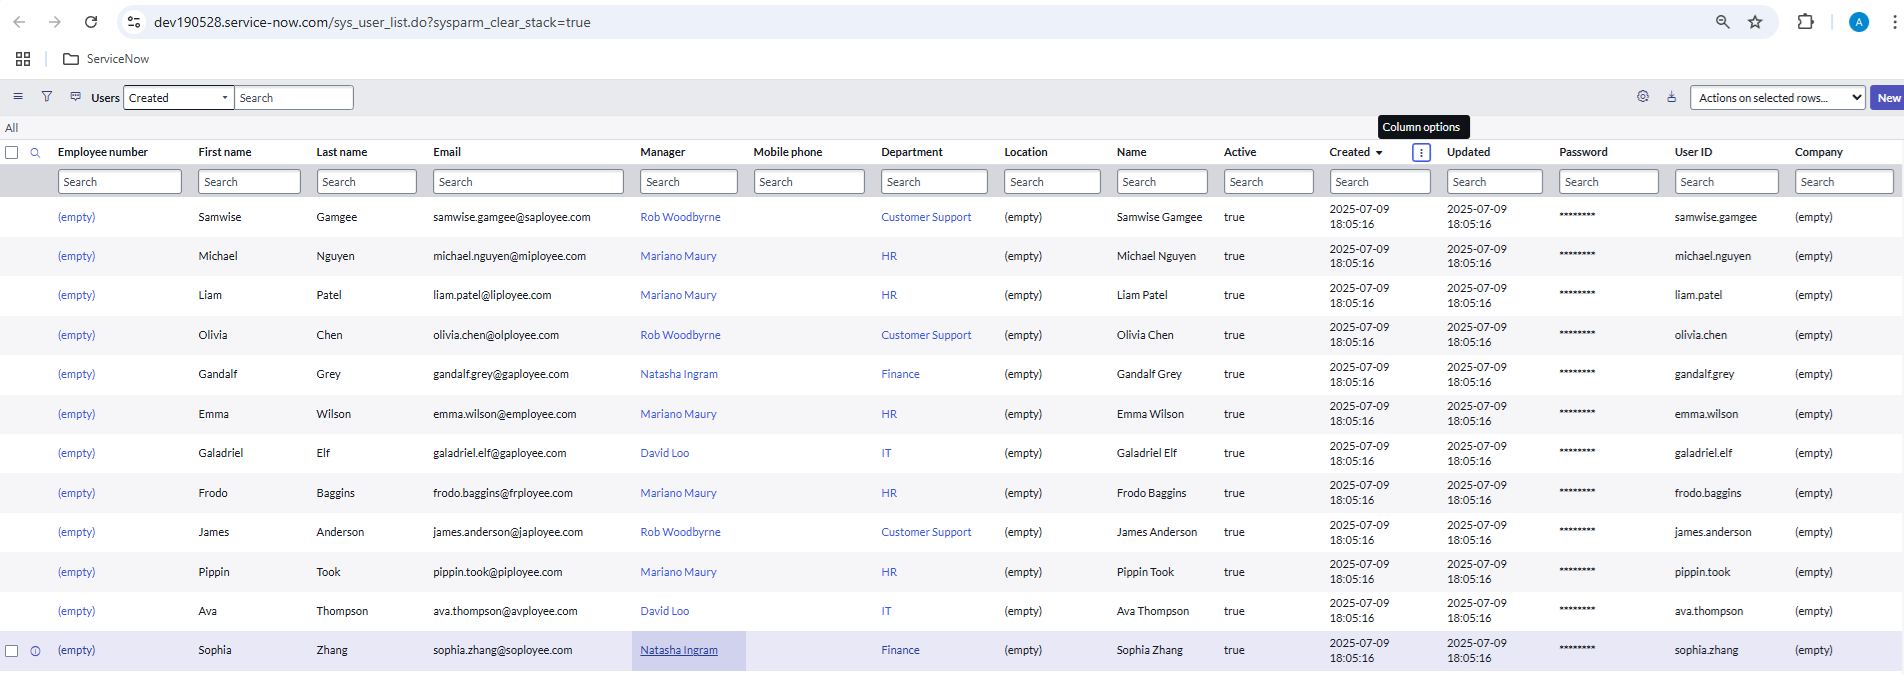 dev190528.service-now.com/sys_user_list.do?sysparm_clear_stack=true A
ServiceNow
Users Created Search Actions on selected rows... New
All Column options
Employee number First name Last name Email Manager Mobile phone Department Location Name Active Created Updated Password User ID Company
Search Search Search Search Search Search Search Search Search Search Search Search Search Search Search
(empty) Samwise Gamgee samwise.gamgee@saployee.com Rob Woodbyrne Customer Support (empty) Samwise Gamgee true 2025-07-09 18:05:16 2025-07-09 18:05:16 ******** samwise.gamgee (empty)
(empty) Michael Nguyen michael.nguyen@miployee.com Mariano Maury HR (empty) Michael Nguyen true 2025-07-09 18:05:16 2025-07-09 18:05:16 ******** michael.nguyen (empty)
(empty) Liam Patel liam.patel@liployee.com Mariano Maury HR (empty) Liam Patel true 2025-07-09 18:05:16 2025-07-09 18:05:16 ******** liam.patel (empty)
(empty) Olivia Chen olivia.chen@olployee.com Rob Woodbyrne Customer Support (empty) Olivia Chen true 2025-07-09 18:05:16 2025-07-09 18:05:16 ******** olivia.chen (empty)
(empty) Gandalf Grey gandalf.grey@gaployee.com Natasha Ingram Finance (empty) Gandalf Grey true 2025-07-09 18:05:16 2025-07-09 18:05:16 ******** gandalf.grey (empty)
(empty) Emma Wilson emma.wilson@employee.com Mariano Maury HR (empty) Emma Wilson true 2025-07-09 18:05:16 2025-07-09 18:05:16 ******** emma.wilson (empty)
(empty) Galadriel Elf galadriel.elf@gaployee.com David Loo IT (empty) Galadriel Elf true 2025-07-09 18:05:16 2025-07-09 18:05:16 ******** galadriel.elf (empty)
(empty) Frodo Baggins frodo.baggins@frployee.com Mariano Maury HR (empty) Frodo Baggins true 2025-07-09 18:05:16 2025-07-09 18:05:16 ******** frodo.baggins (empty)
(empty) James Anderson james.anderson@jaployee.com Rob Woodbyrne Customer Support (empty) James Anderson true 2025-07-09 18:05:16 2025-07-09 18:05:16 ******** james.anderson (empty)
(empty) Pippin Took pippin.took@piployee.com Mariano Maury HR (empty) Pippin Took true 2025-07-09 18:05:16 2025-07-09 18:05:16 ******** pippin.took (empty)
(empty) Ava Thompson ava.thompson@avployee.com David Loo IT (empty) Ava Thompson true 2025-07-09 18:05:16 2025-07-09 18:05:16 ******** ava.thompson (empty)
(empty) Sophia Zhang sophia.zhang@soployee.com Natasha Ingram Finance (empty) Sophia Zhang true 2025-07-09 18:05:16 2025-07-09 18:05:16 ******** sophia.zhang (empty)